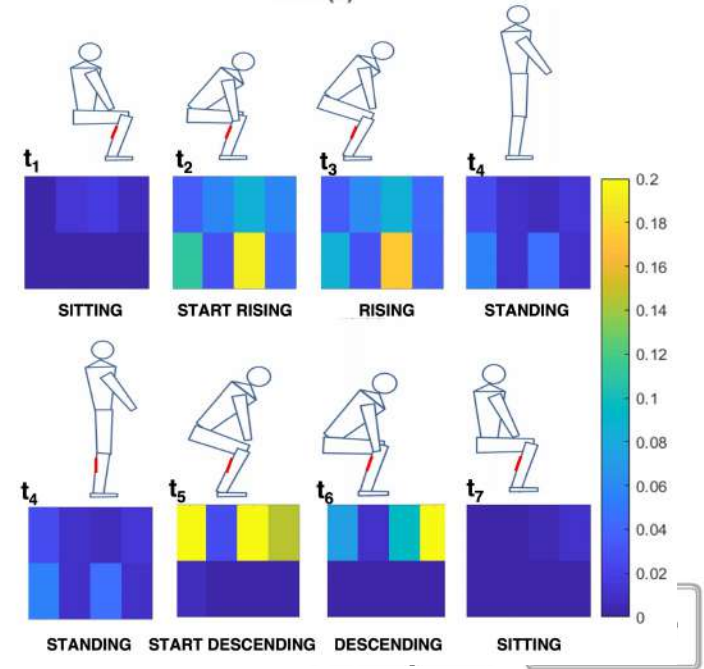 t1
t2
t3
t4
SITTING
START RISING
RISING
STANDING
t4
t5
t6
t7
STANDING
START DESCENDING
DESCENDING
SITTING
0.2
0.18
0.16
0.14
0.12
0.1
0.08
0.06
0.04
0.02
0